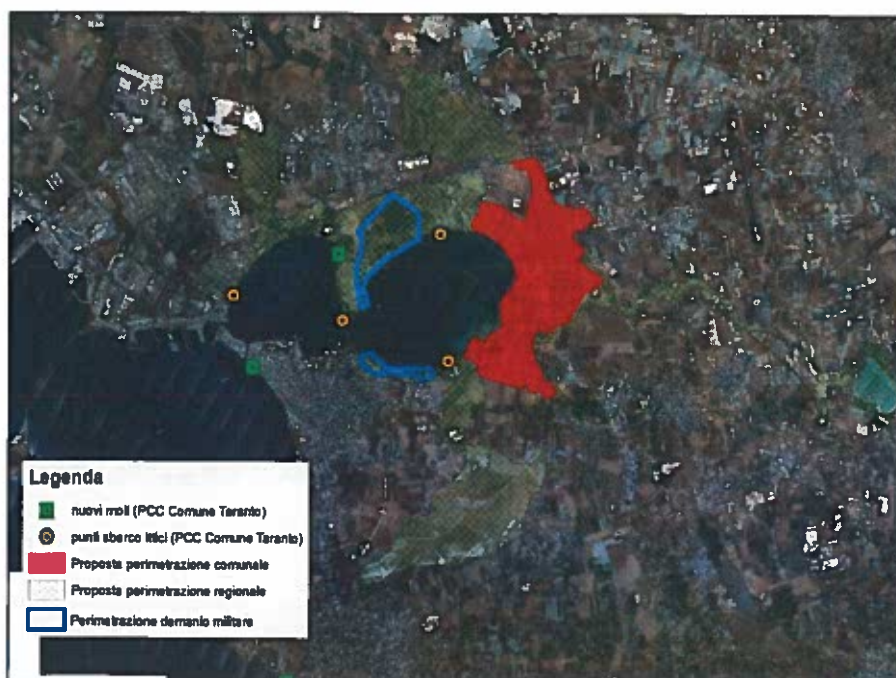 Legenda
nuovi moli (PCC Comune Taranto)
punti sbarco ittici (PCC Comune Taranto)
Proposta perimetrazione comunale
Proposta perimetrazione regionale
Perimetrazione demanio militare